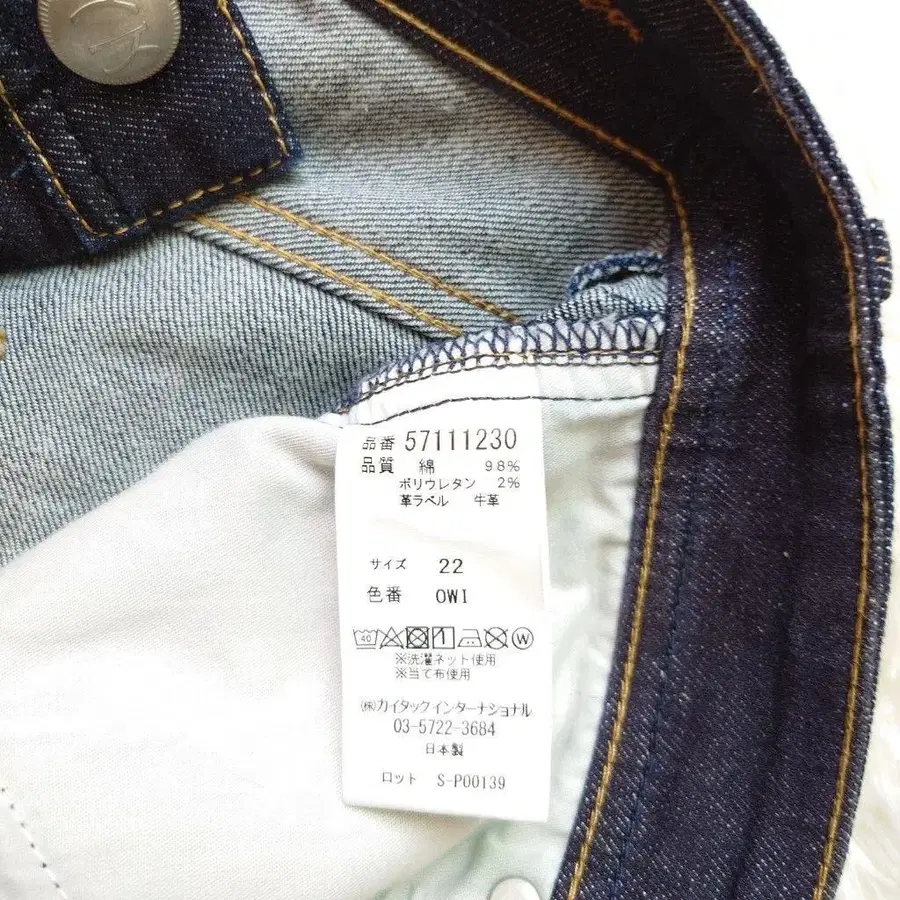 品番 57111230
品質 綿 98%
ポリウレタン 2%
革ラベル 牛革
サイズ 22
色番 OWI
40
※洗濯ネット使用
※当て布使用
㈱カイタックインターナショナル
03-5722-3684
日本製
ロット S-P00139